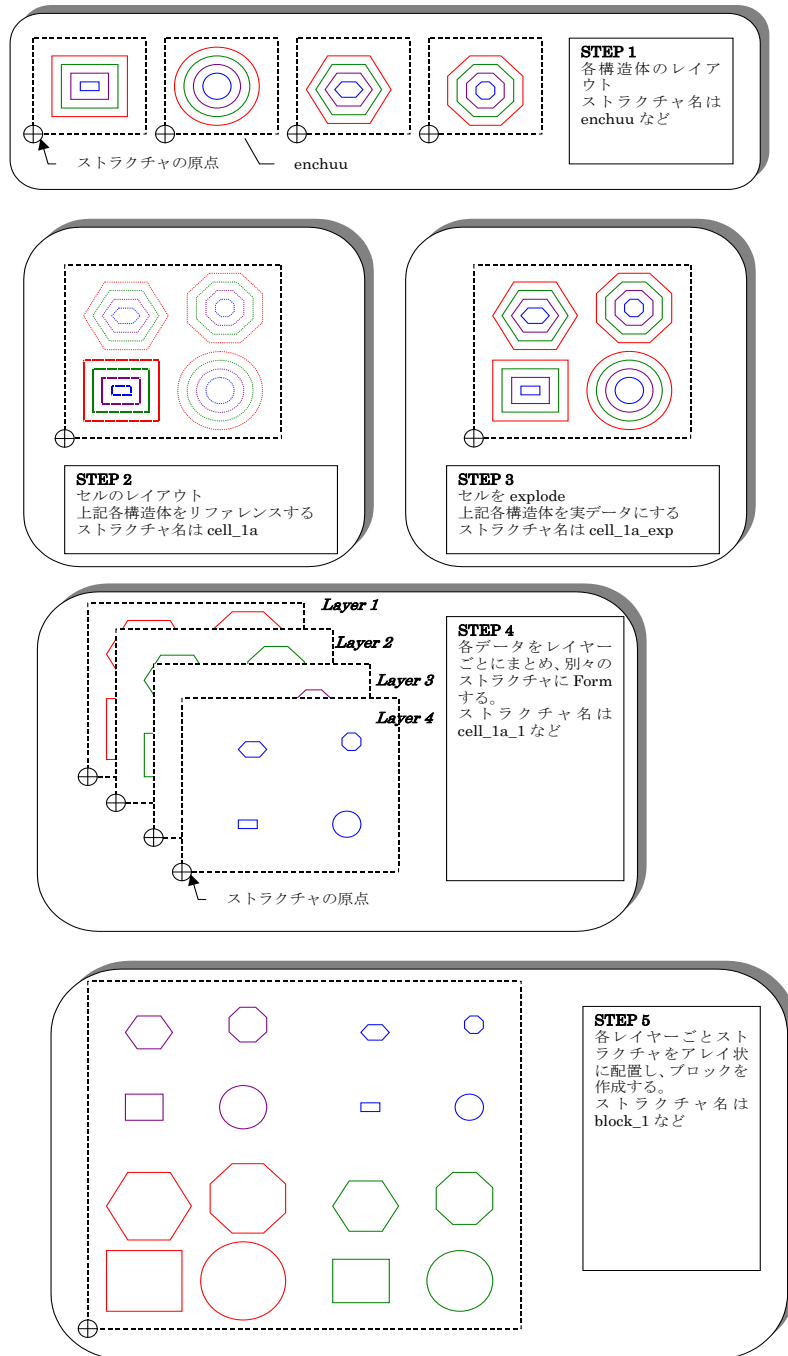 STEP 1
各構造体のレイア
ウト
ストラクチャ名は
enchuu など
ストラクチャの原点
enchuu
STEP 2
セルのレイアウト
上記各構造体をリファレンスする
ストラクチャ名は cell_1a
STEP 3
セルを explode
上記各構造体を実データにする
ストラクチャ名は cell_1a_exp
Layer 1
Layer 2
Layer 3
Layer 4
STEP 4
各データをレイヤー
ごとにまとめ、別々の
ストラクチャに Form
する。
ストラクチャ名は
cell_1a_1 など
ストラクチャの原点
STEP 5
各レイヤーごとスト
ラクチャをアレイ状
に配置し、ブロックを
作成する。
ストラクチャ名は
block_1 など